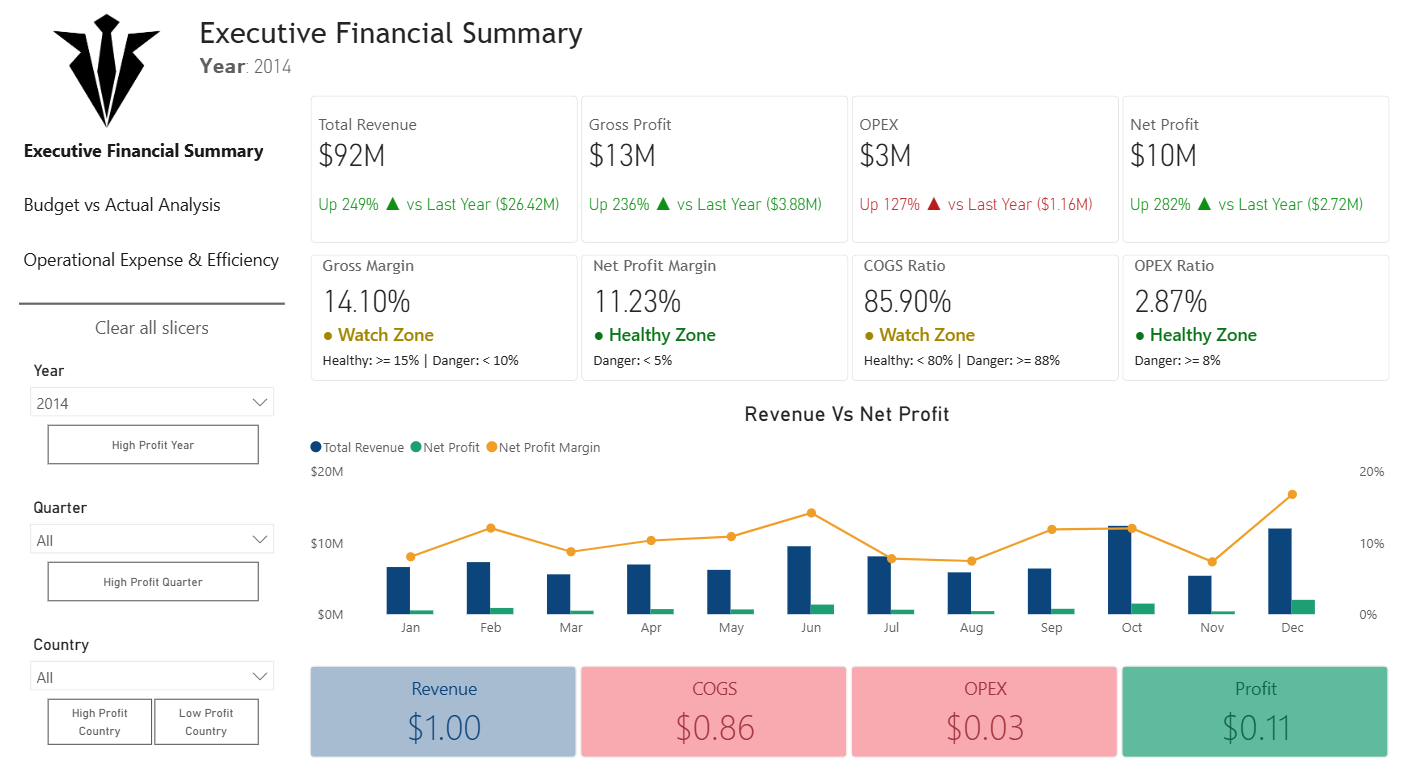 Executive Financial Summary
Year: 2014
Executive Financial Summary
Budget vs Actual Analysis
Operational Expense & Efficiency
Clear all slicers
Year
2014
High Profit Year
Quarter
All
High Profit Quarter
Country
All
High Profit
Country
Low Profit
Country
Total Revenue
$92M
Up 249% ▲ vs Last Year ($26.42M)
Gross Profit
$13M
Up 236% ▲ vs Last Year ($3.88M)
OPEX
$3M
Up 127% ▲ vs Last Year ($1.16M)
Net Profit
$10M
Up 282% ▲ vs Last Year ($2.72M)
Gross Margin
14.10%
● Watch Zone
Healthy: >= 15% | Danger: < 10%
Net Profit Margin
11.23%
● Healthy Zone
Danger: < 5%
COGS Ratio
85.90%
● Watch Zone
Healthy: < 80% | Danger: >= 88%
OPEX Ratio
2.87%
● Healthy Zone
Danger: >= 8%
Revenue Vs Net Profit
Total Revenue Net Profit Net Profit Margin
$20M
$10M
$0M
20%
10%
0%
Jan Feb Mar Apr May Jun Jul Aug Sep Oct Nov Dec
Revenue
$1.00
COGS
$0.86
OPEX
$0.03
Profit
$0.11